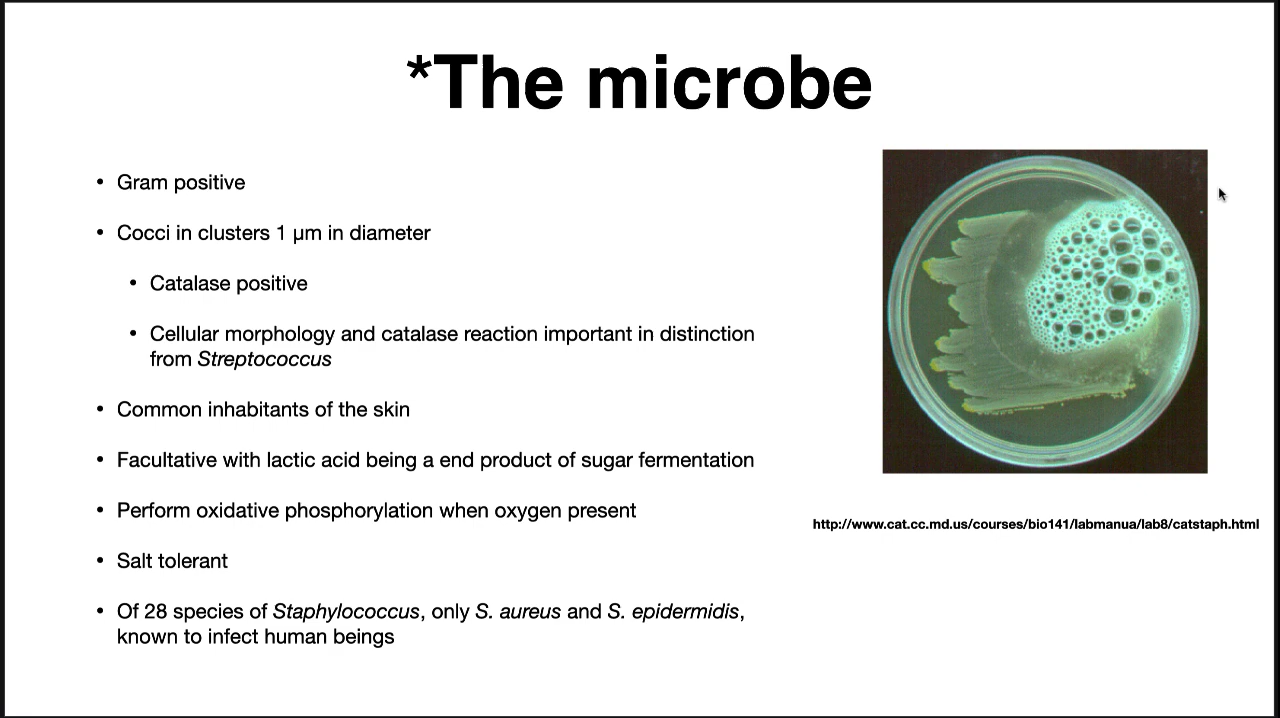 *The microbe
• Gram positive
• Cocci in clusters 1 µm in diameter
• Catalase positive
• Cellular morphology and catalase reaction important in distinction
from Streptococcus
• Common inhabitants of the skin
• Facultative with lactic acid being a end product of sugar fermentation
• Perform oxidative phosphorylation when oxygen present
• Salt tolerant
• Of 28 species of Staphylococcus, only S. aureus and S. epidermidis,
known to infect human beings
http://www.cat.cc.md.us/courses/bio141/labmanua/lab8/catstaph.html